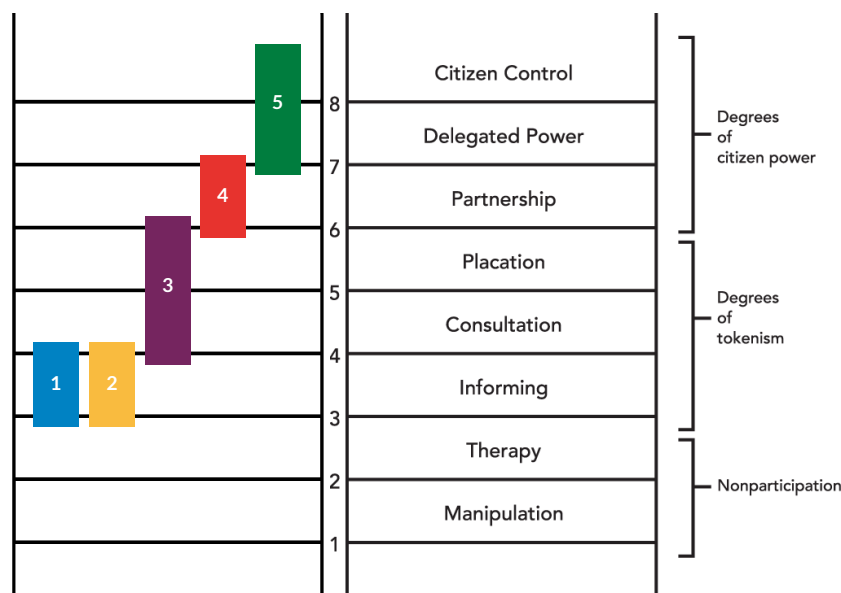 5
Citizen Control
8
Delegated Power
7
4
Partnership
6
Placation
3
5
Consultation
4
1
2
Informing
3
Therapy
2
Manipulation
1
Degrees
of
citizen power
Degrees
of
tokenism
Nonparticipation